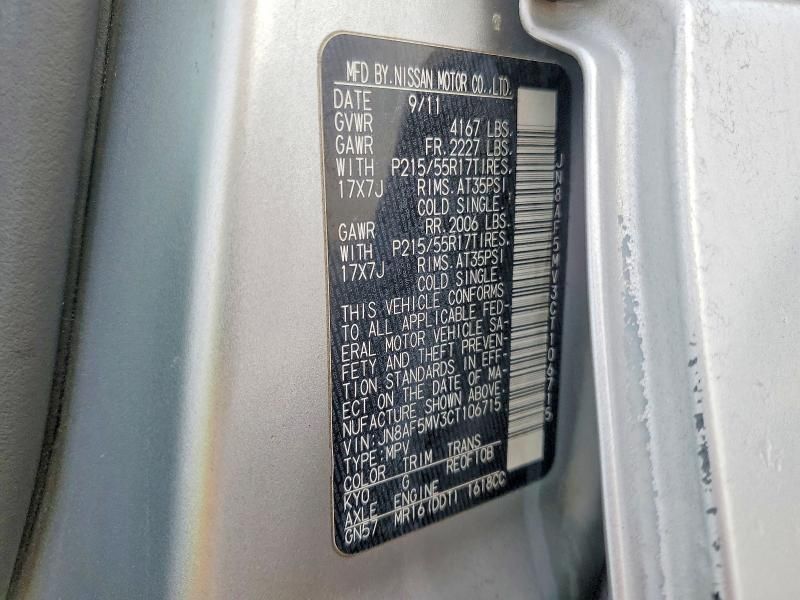 MFD BY.NISSAN MOTOR CO.,LTD.
DATE 9/11
GVWR 4167 LBS.
GAWR FR. 2227 LBS.
WITH P215/55R17TIRES,
17X7J RIMS.AT35PSI
COLD SINGLE.
GAWR RR. 2006 LBS.
WITH P215/55R17TIRES,
17X7J RIMS.AT35PSI
COLD SINGLE.
THIS VEHICLE CONFORMS
TO ALL APPLICABLE FED-
ERAL MOTOR VEHICLE SA-
FETY AND THEFT PREVEN-
TION STANDARDS IN EFF-
ECT ON THE DATE OF MA-
NUFACTURE SHOWN ABOVE.
VIN: JN8AF5MV3CT106715
TYPE: MPV
COLOR TRIM TRANS
KY0 G RE0F10B
AXLE ENGINE
GN57 MR16(DDT) 1618CC
JN8AF5MV3CT106715